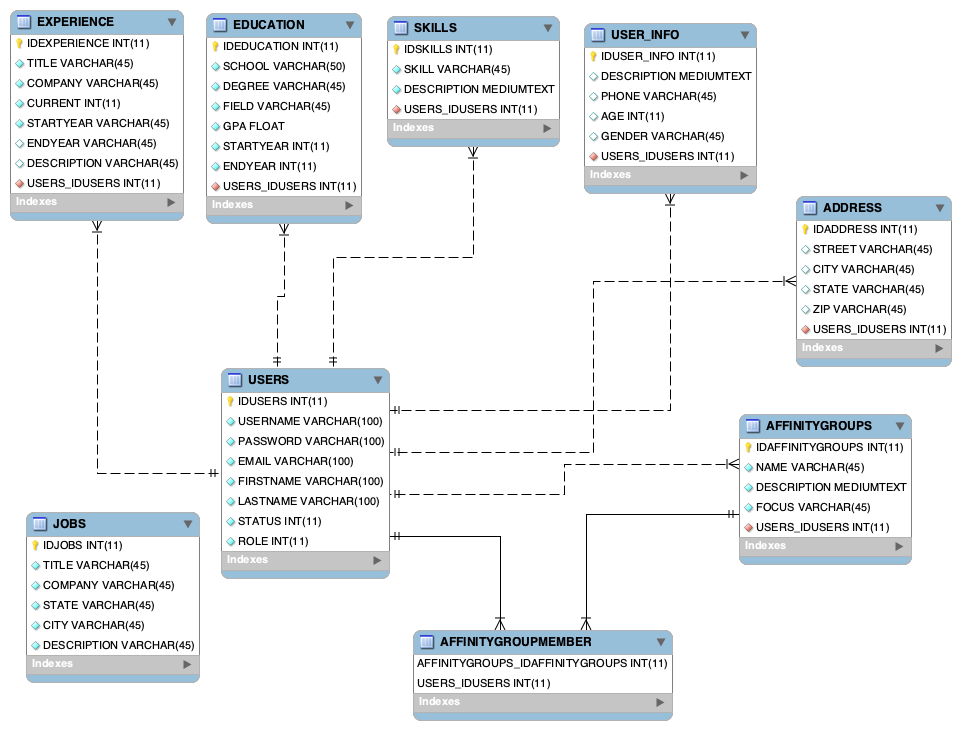 EXPERIENCE
IDEXPERIENCE INT(11)
TITLE VARCHAR(45)
COMPANY VARCHAR(45)
CURRENT INT(11)
STARTYEAR VARCHAR(45)
ENDYEAR VARCHAR(45)
DESCRIPTION VARCHAR(45)
USERS_IDUSERS INT(11)
Indexes
EDUCATION
IDEDUCATION INT(11)
SCHOOL VARCHAR(50)
DEGREE VARCHAR(45)
FIELD VARCHAR(45)
GPA FLOAT
STARTYEAR INT(11)
ENDYEAR INT(11)
USERS_IDUSERS INT(11)
Indexes
SKILLS
IDSKILLS INT(11)
SKILL VARCHAR(45)
DESCRIPTION MEDIUMTEXT
USERS_IDUSERS INT(11)
Indexes
USER_INFO
IDUSER_INFO INT(11)
DESCRIPTION MEDIUMTEXT
PHONE VARCHAR(45)
AGE INT(11)
GENDER VARCHAR(45)
USERS_IDUSERS INT(11)
Indexes
ADDRESS
IDADDRESS INT(11)
STREET VARCHAR(45)
CITY VARCHAR(45)
STATE VARCHAR(45)
ZIP VARCHAR(45)
USERS_IDUSERS INT(11)
Indexes
USERS
IDUSERS INT(11)
USERNAME VARCHAR(100)
PASSWORD VARCHAR(100)
EMAIL VARCHAR(100)
FIRSTNAME VARCHAR(100)
LASTNAME VARCHAR(100)
STATUS INT(11)
ROLE INT(11)
Indexes
AFFINITYGROUPS
IDAFFINITYGROUPS INT(11)
NAME VARCHAR(45)
DESCRIPTION MEDIUMTEXT
FOCUS VARCHAR(45)
USERS_IDUSERS INT(11)
Indexes
JOBS
IDJOBS INT(11)
TITLE VARCHAR(45)
COMPANY VARCHAR(45)
STATE VARCHAR(45)
CITY VARCHAR(45)
DESCRIPTION VARCHAR(45)
Indexes
AFFINITYGROUPMEMBER
AFFINITYGROUPS_IDAFFINITYGROUPS INT(11)
USERS_IDUSERS INT(11)
Indexes